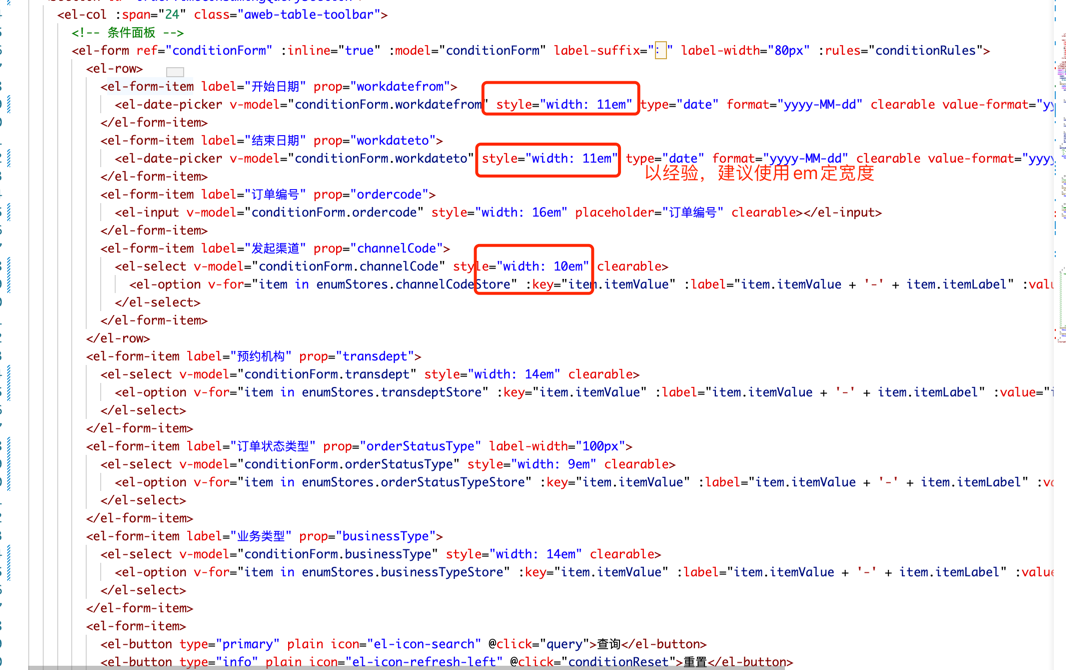 <el-col :span="24" class="aweb-table-toolbar">
<!-- 条件面板 -->
<el-form ref="conditionForm" :inline="true" :model="conditionForm" label-suffix="：" label-width="80px" :rules="conditionRules">
<el-row>
<el-form-item label="开始日期" prop="workdatefrom">
<el-date-picker v-model="conditionForm.workdatefrom" style="width: 11em" type="date" format="yyyy-MM-dd" clearable value-format="yy
</el-form-item>
<el-form-item label="结束日期" prop="workdateto">
<el-date-picker v-model="conditionForm.workdateto" style="width: 11em" type="date" format="yyyy-MM-dd" clearable value-format="yyyy
</el-form-item>
以经验，建议使用em定宽度
<el-form-item label="订单编号" prop="ordercode">
<el-input v-model="conditionForm.ordercode" style="width: 16em" placeholder="订单编号" clearable></el-input>
</el-form-item>
<el-form-item label="发起渠道" prop="channelCode">
<el-select v-model="conditionForm.channelCode" style="width: 10em" clearable>
<el-option v-for="item in enumStores.channelCodeStore" :key="item.itemValue" :label="item.itemValue + '-' + item.itemLabel" :valu
</el-select>
</el-form-item>
</el-row>
<el-form-item label="预约机构" prop="transdept">
<el-select v-model="conditionForm.transdept" style="width: 14em" clearable>
<el-option v-for="item in enumStores.transdeptStore" :key="item.itemValue" :label="item.itemValue + '-' + item.itemLabel" :value="i
</el-select>
</el-form-item>
<el-form-item label="订单状态类型" prop="orderStatusType" label-width="100px">
<el-select v-model="conditionForm.orderStatusType" style="width: 9em" clearable>
<el-option v-for="item in enumStores.orderStatusTypeStore" :key="item.itemValue" :label="item.itemValue + '-' + item.itemLabel" :va
</el-select>
</el-form-item>
<el-form-item label="业务类型" prop="businessType">
<el-select v-model="conditionForm.businessType" style="width: 14em" clearable>
<el-option v-for="item in enumStores.businessTypeStore" :key="item.itemValue" :label="item.itemValue + '-' + item.itemLabel" :value
</el-select>
</el-form-item>
<el-form-item>
<el-button type="primary" plain icon="el-icon-search" @click="query">查询</el-button>
<el-button type="info" plain icon="el-icon-refresh-left" @click="conditionReset">重置</el-button>